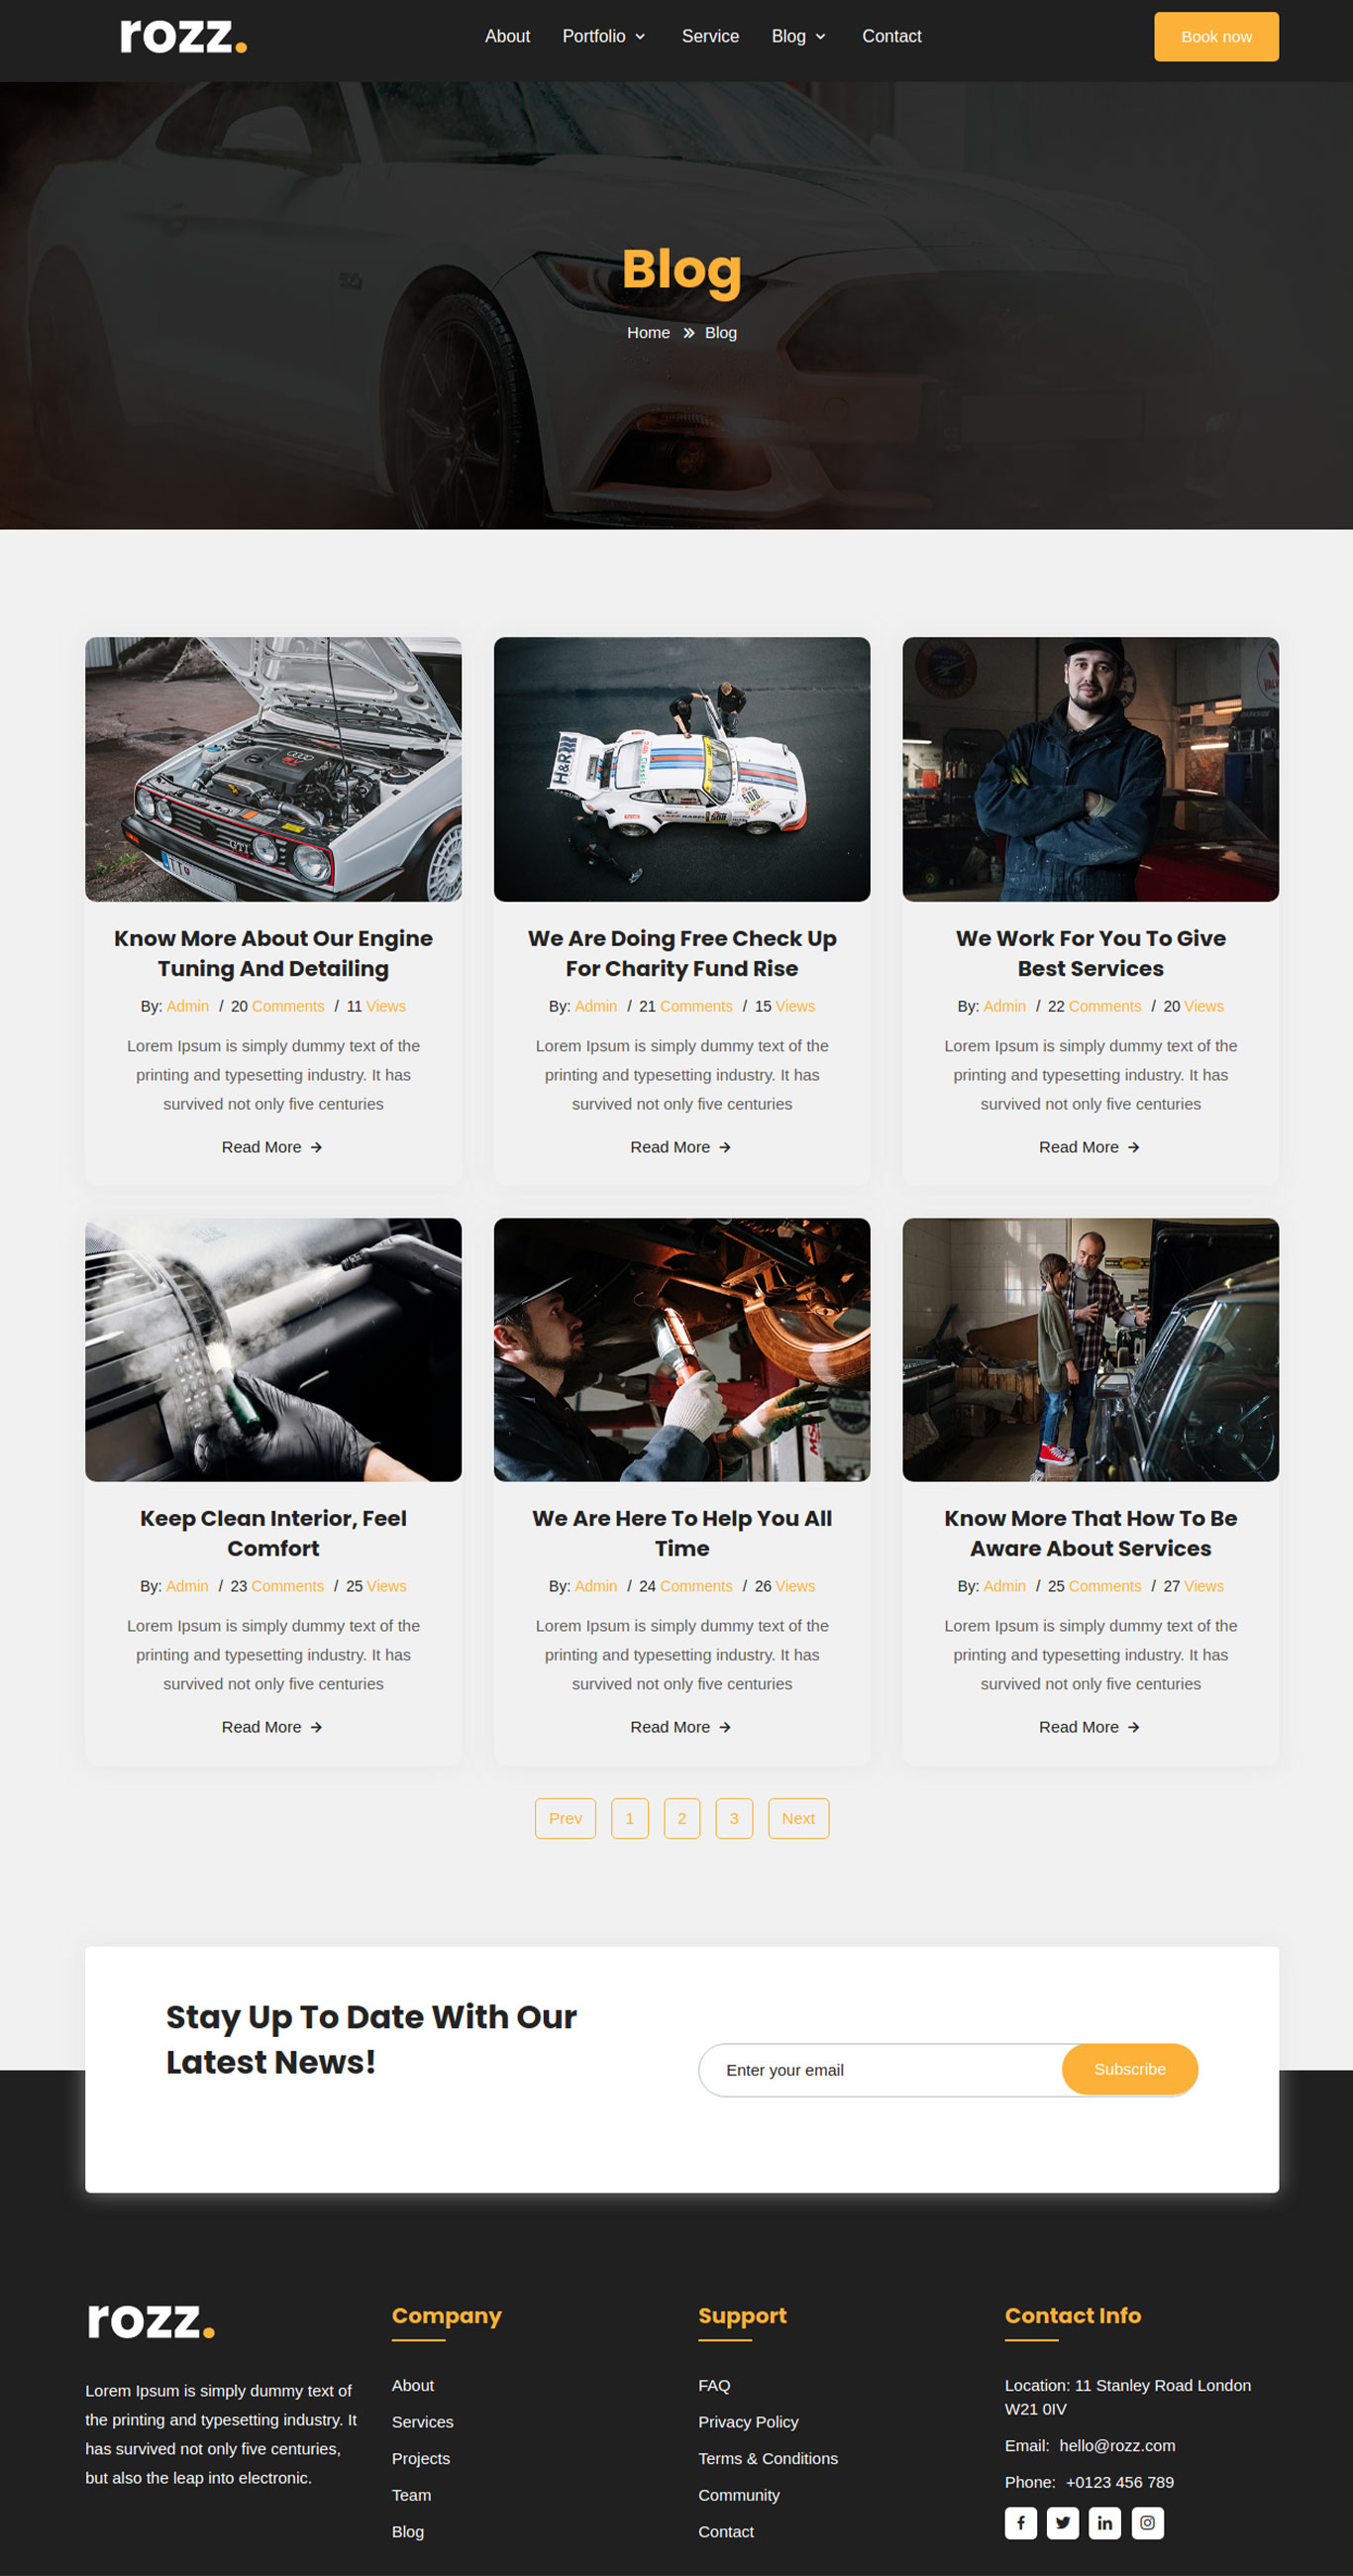 rozz.
About Portfolio Service Blog Contact
Book now
Blog
Home » Blog
H&R
GTI
Know More About Our Engine
Tuning And Detailing
By: Admin / 20 Comments / 11 Views
Lorem Ipsum is simply dummy text of the
printing and typesetting industry. It has
survived not only five centuries
Read More →
We Are Doing Free Check Up
For Charity Fund Rise
By: Admin / 21 Comments / 15 Views
Lorem Ipsum is simply dummy text of the
printing and typesetting industry. It has
survived not only five centuries
Read More →
We Work For You To Give
Best Services
By: Admin / 22 Comments / 20 Views
Lorem Ipsum is simply dummy text of the
printing and typesetting industry. It has
survived not only five centuries
Read More →
Keep Clean Interior, Feel
Comfort
By: Admin / 23 Comments / 25 Views
Lorem Ipsum is simply dummy text of the
printing and typesetting industry. It has
survived not only five centuries
Read More →
We Are Here To Help You All
Time
By: Admin / 24 Comments / 26 Views
Lorem Ipsum is simply dummy text of the
printing and typesetting industry. It has
survived not only five centuries
Read More →
Know More That How To Be
Aware About Services
By: Admin / 25 Comments / 27 Views
Lorem Ipsum is simply dummy text of the
printing and typesetting industry. It has
survived not only five centuries
Read More →
Prev 1 2 3 Next
Stay Up To Date With Our
Latest News!
Enter your email
Subscribe
rozz.
Lorem Ipsum is simply dummy text of
the printing and typesetting industry. It
has survived not only five centuries,
but also the leap into electronic.
Company
About
Services
Projects
Team
Blog
Support
FAQ
Privacy Policy
Terms & Conditions
Community
Contact
Contact Info
Location: 11 Stanley Road London
W21 0IV
Email: hello@rozz.com
Phone: +0123 456 789